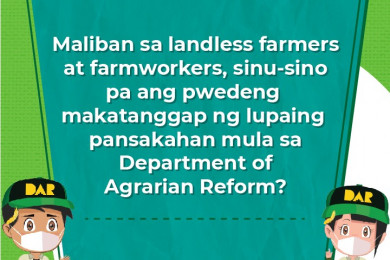 Maliban sa landless farmers
at farmworkers, sinu-sino
pa ang pwedeng
makatanggap ng lupaing
pansakahan mula sa
Department of
Agrarian Reform?
DAR
DAR